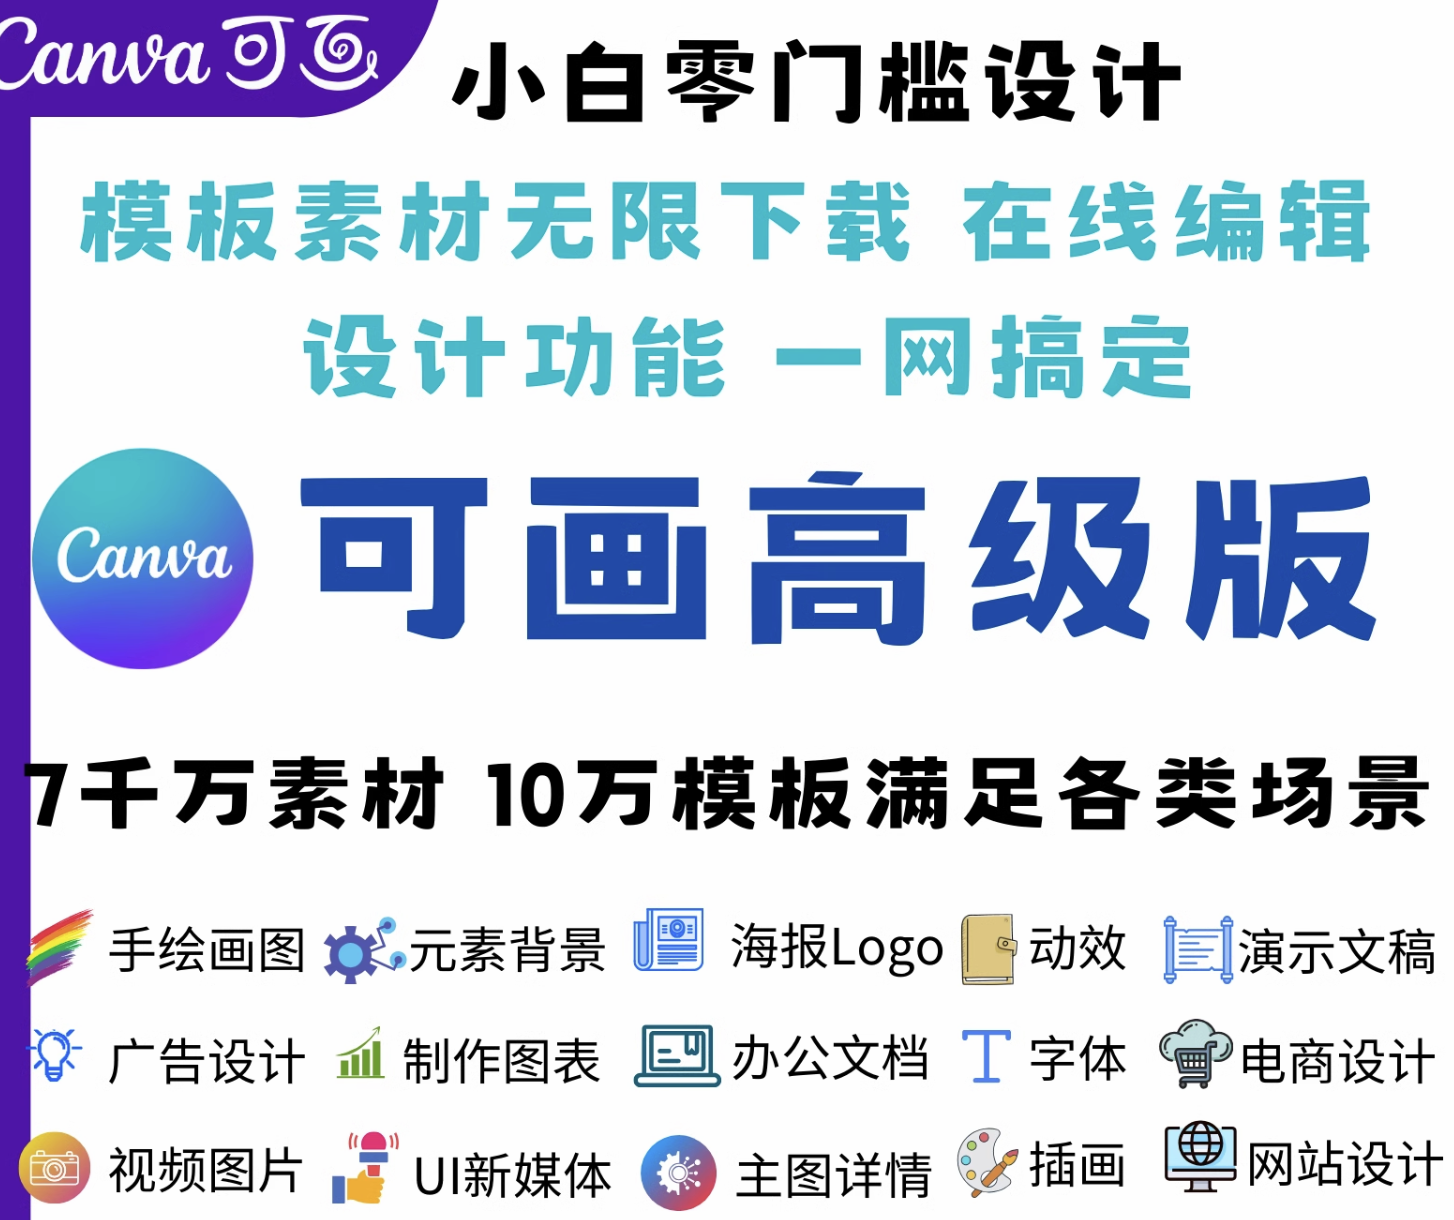 Canva可画
小白零门槛设计
模板素材无限下载 在线编辑
设计功能 一网搞定
Canva
可画高级版
7千万素材 10万模板满足各类场景
手绘画图 元素背景 海报Logo 动效 演示文稿
广告设计 制作图表 办公文档 字体 电商设计
视频图片 UI新媒体 主图详情 插画 网站设计